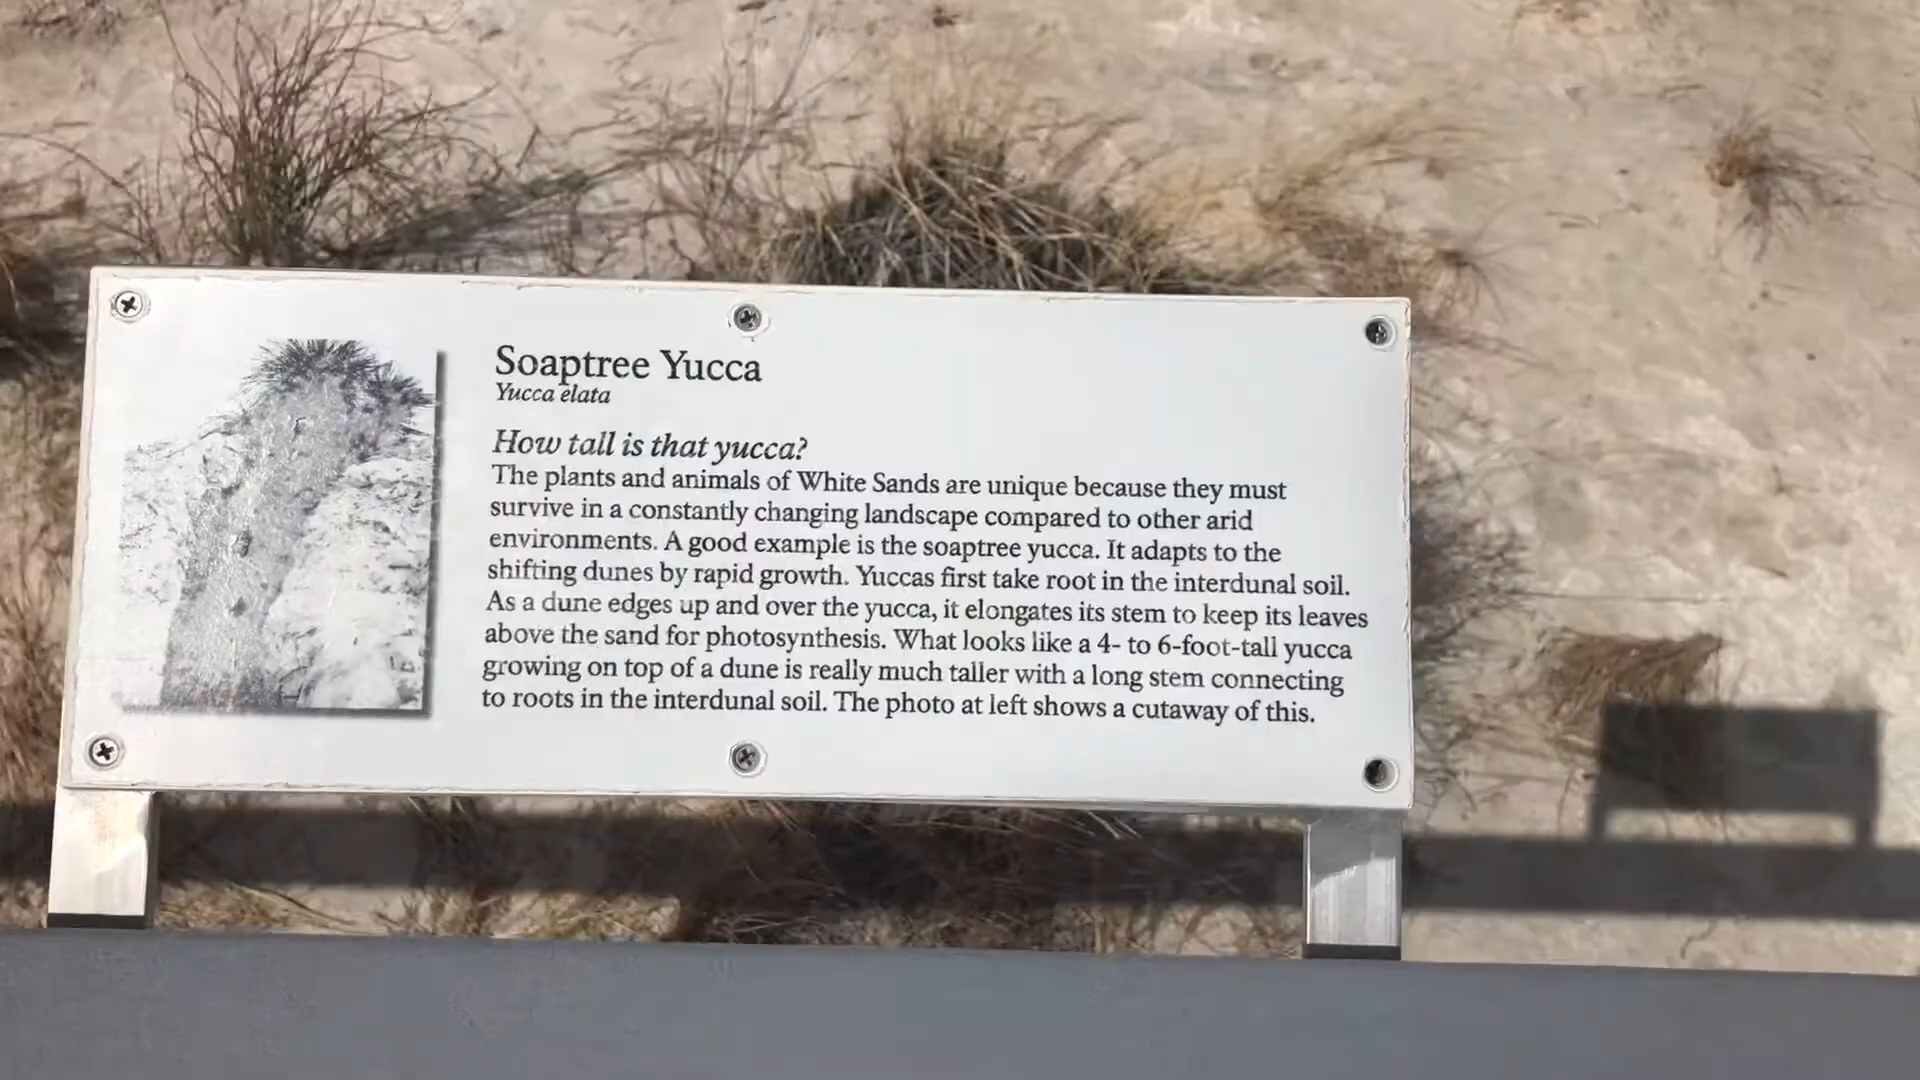 Soaptree Yucca
Yucca elata
How tall is that yucca?
The plants and animals of White Sands are unique because they must
survive in a constantly changing landscape compared to other arid
environments. A good example is the soaptree yucca. It adapts to the
shifting dunes by rapid growth. Yuccas first take root in the interdunal soil.
As a dune edges up and over the yucca, it elongates its stem to keep its leaves
above the sand for photosynthesis. What looks like a 4- to 6-foot-tall yucca
growing on top of a dune is really much taller with a long stem connecting
to roots in the interdunal soil. The photo at left shows a cutaway of this.